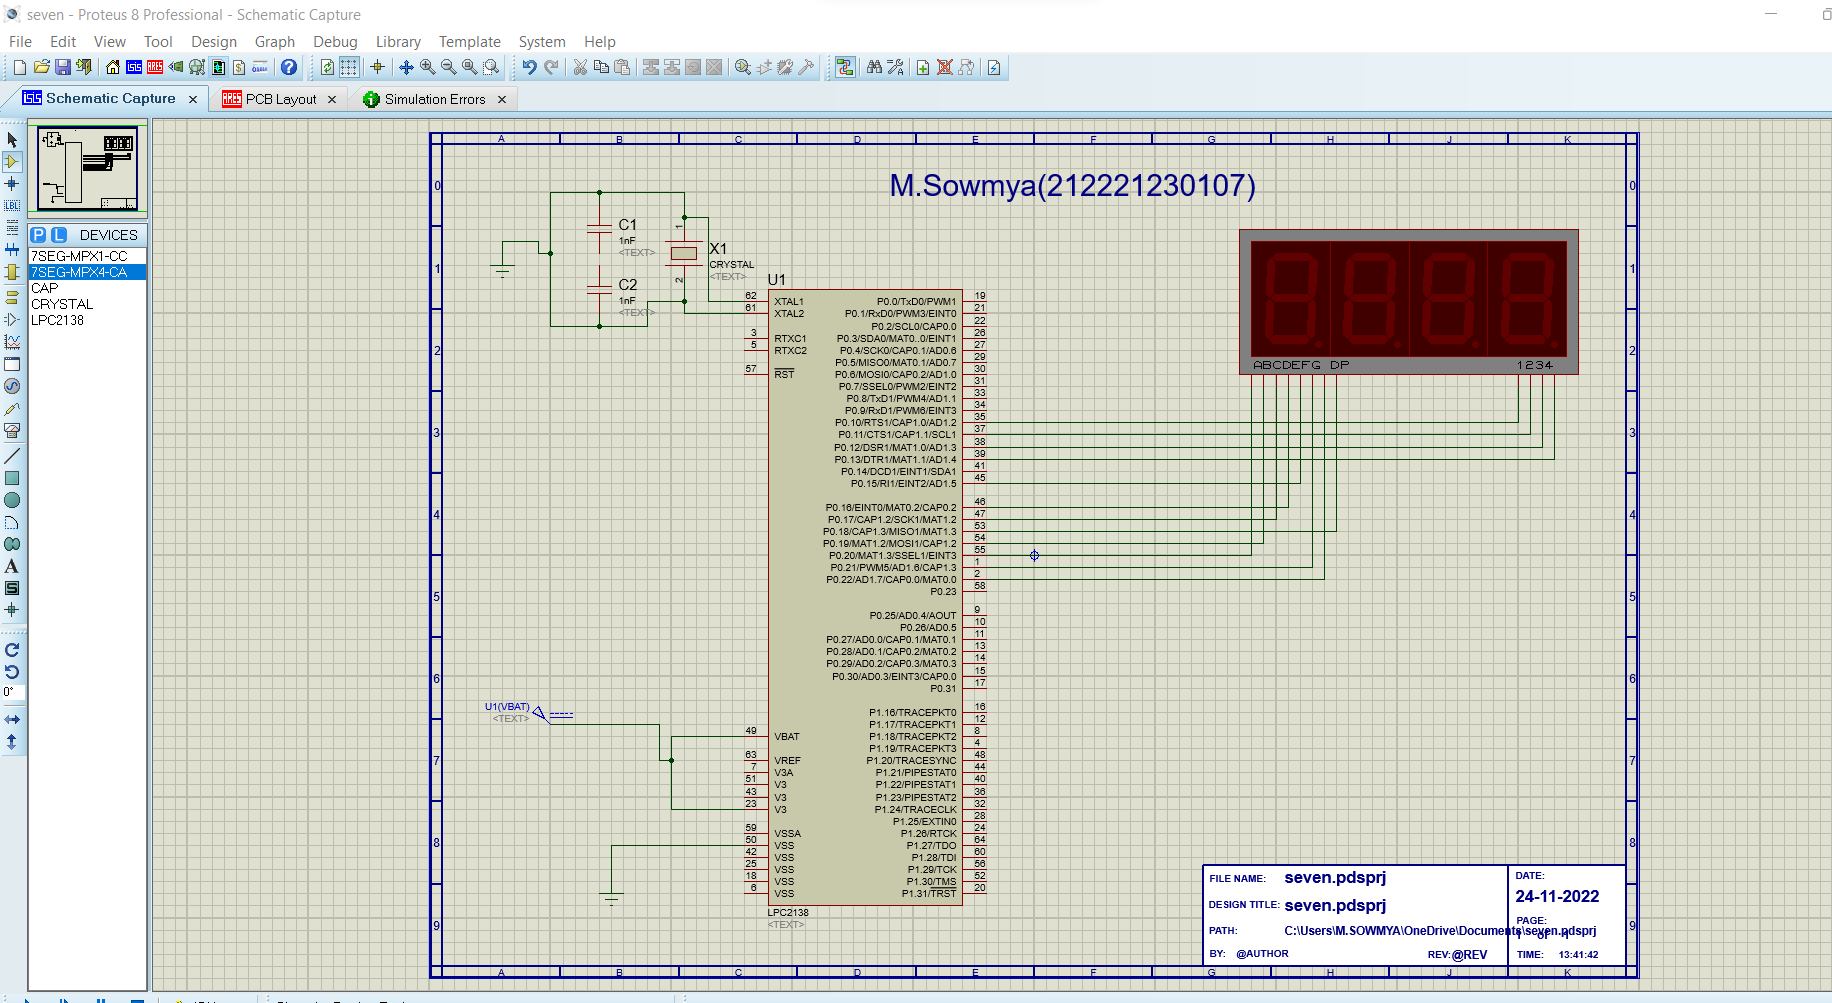 seven - Proteus 8 Professional - Schematic Capture
File Edit View Tool Design Graph Debug Library Template System Help
Schematic Capture PCB Layout Simulation Errors
P L DEVICES
7SEG-MPX1-CC
7SEG-MPX4-CA
CAP
CRYSTAL
LPC2138
0°
A B C D E F G H J K
0 1 2 3 4 5 6 7 8 9
M.Sowmya(212221230107)
C1
1nF
<TEXT>
C2
1nF
<TEXT>
1
2
X1
CRYSTAL
<TEXT>
U1
62 XTAL1
61 XTAL2
3 RTXC1
5 RTXC2
57 RST
49 VBAT
63 VREF
7 V3A
51 V3
43 V3
23 V3
59 VSSA
50 VSS
42 VSS
25 VSS
18 VSS
6 VSS
P0.0/TxD0/PWM1 19
P0.1/RxD0/PWM3/EINT0 21
P0.2/SCL0/CAP0.0 22
P0.3/SDA0/MAT0..0/EINT1 26
P0.4/SCK0/CAP0.1/AD0.6 27
P0.5/MISO0/MAT0.1/AD0.7 29
P0.6/MOSI0/CAP0.2/AD1.0 30
P0.7/SSEL0/PWM2/EINT2 31
P0.8/TxD1/PWM4/AD1.1 33
P0.9/RxD1/PWM6/EINT3 34
P0.10/RTS1/CAP1.0/AD1.2 35
P0.11/CTS1/CAP1.1/SCL1 37
P0.12/DSR1/MAT1.0/AD1.3 38
P0.13/DTR1/MAT1.1/AD1.4 39
P0.14/DCD1/EINT1/SDA1 41
P0.15/RI1/EINT2/AD1.5 45
P0.16/EINT0/MAT0.2/CAP0.2 46
P0.17/CAP1.2/SCK1/MAT1.2 47
P0.18/CAP1.3/MISO1/MAT1.3 53
P0.19/MAT1.2/MOSI1/CAP1.2 54
P0.20/MAT1.3/SSEL1/EINT3 55
P0.21/PWM5/AD1.6/CAP1.3 1
P0.22/AD1.7/CAP0.0/MAT0.0 2
P0.23 58
P0.25/AD0.4/AOUT 9
P0.26/AD0.5 10
P0.27/AD0.0/CAP0.1/MAT0.1 11
P0.28/AD0.1/CAP0.2/MAT0.2 13
P0.29/AD0.2/CAP0.3/MAT0.3 14
P0.30/AD0.3/EINT3/CAP0.0 15
P0.31 17
P1.16/TRACEPKT0 16
P1.17/TRACEPKT1 12
P1.18/TRACEPKT2 8
P1.19/TRACEPKT3 4
P1.20/TRACESYNC 48
P1.21/PIPESTAT0 44
P1.22/PIPESTAT1 40
P1.23/PIPESTAT2 36
P1.24/TRACECLK 32
P1.25/EXTIN0 28
P1.26/RTCK 24
P1.27/TDO 64
P1.28/TDI 60
P1.29/TCK 56
P1.30/TMS 52
P1.31/TRST 20
LPC2138
<TEXT>
U1(VBAT)
<TEXT>
ABCDEFG DP 1234
FILE NAME: seven.pdsprj
DESIGN TITLE: seven.pdsprj
PATH: C:\Users\M.SOWMYA\OneDrive\Documents\seven.pdsprj
BY: @AUTHOR REV:@REV
DATE:
24-11-2022
PAGE:
TIME: 13:41:42
A B C D E F G H J K